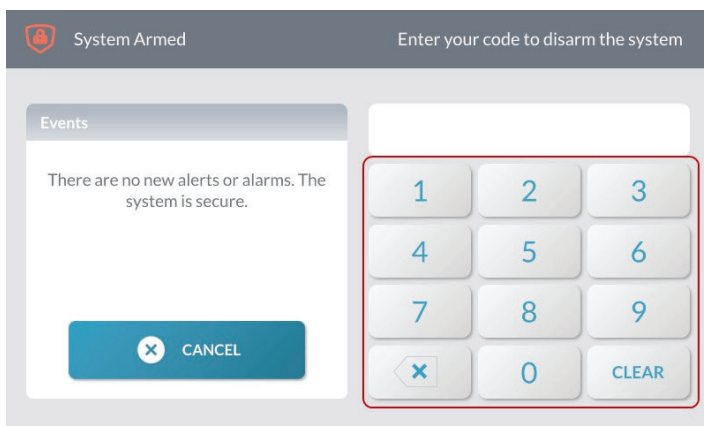 System Armed
Enter your code to disarm the system
Events
There are no new alerts or alarms. The
system is secure.
CANCEL
1 2 3
4 5 6
7 8 9
0 CLEAR